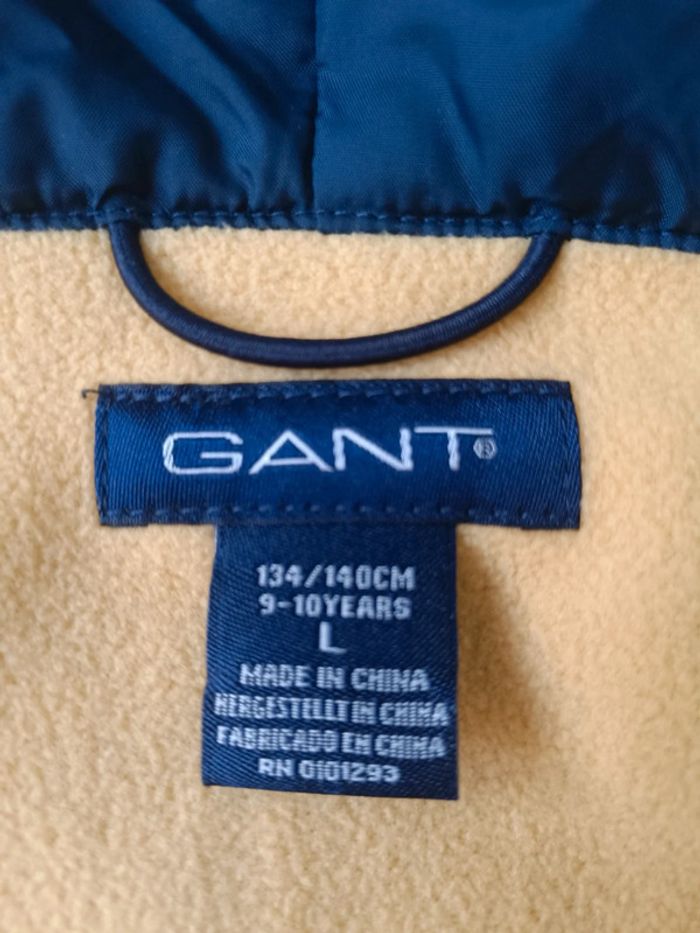 GANT®
134/140CM
9-10YEARS
L
MADE IN CHINA
HERGESTELLT IN CHINA
FABRICADO EN CHINA
RN 0101293